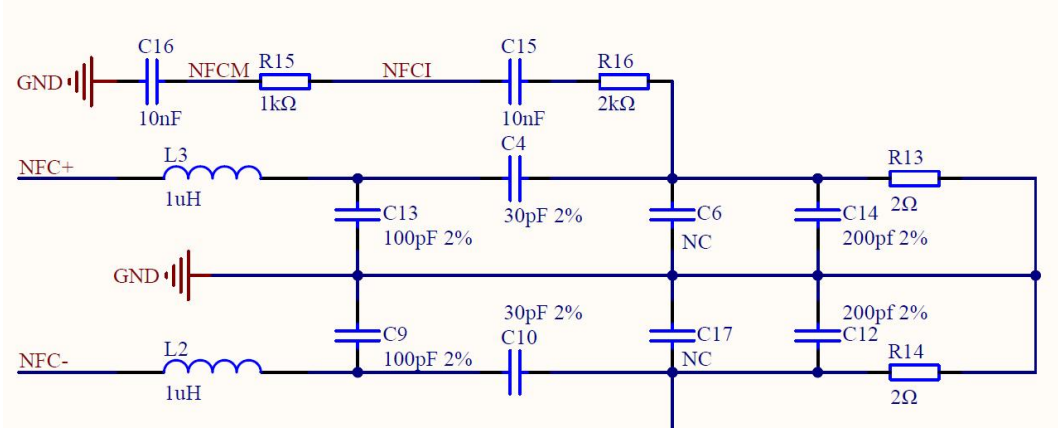 C16
C15
R15
R16
NFCM
NFCI
GND
1kΩ
2kΩ
10nF
10nF
C4
L3
R13
NFC+
1uH
30pF 2%
2Ω
C13
C6
C14
100pF 2%
NC
200pf 2%
GND
30pF 2%
200pf 2%
C9
C10
C17
C12
L2
100pF 2%
NC
R14
NFC-
1uH
2Ω